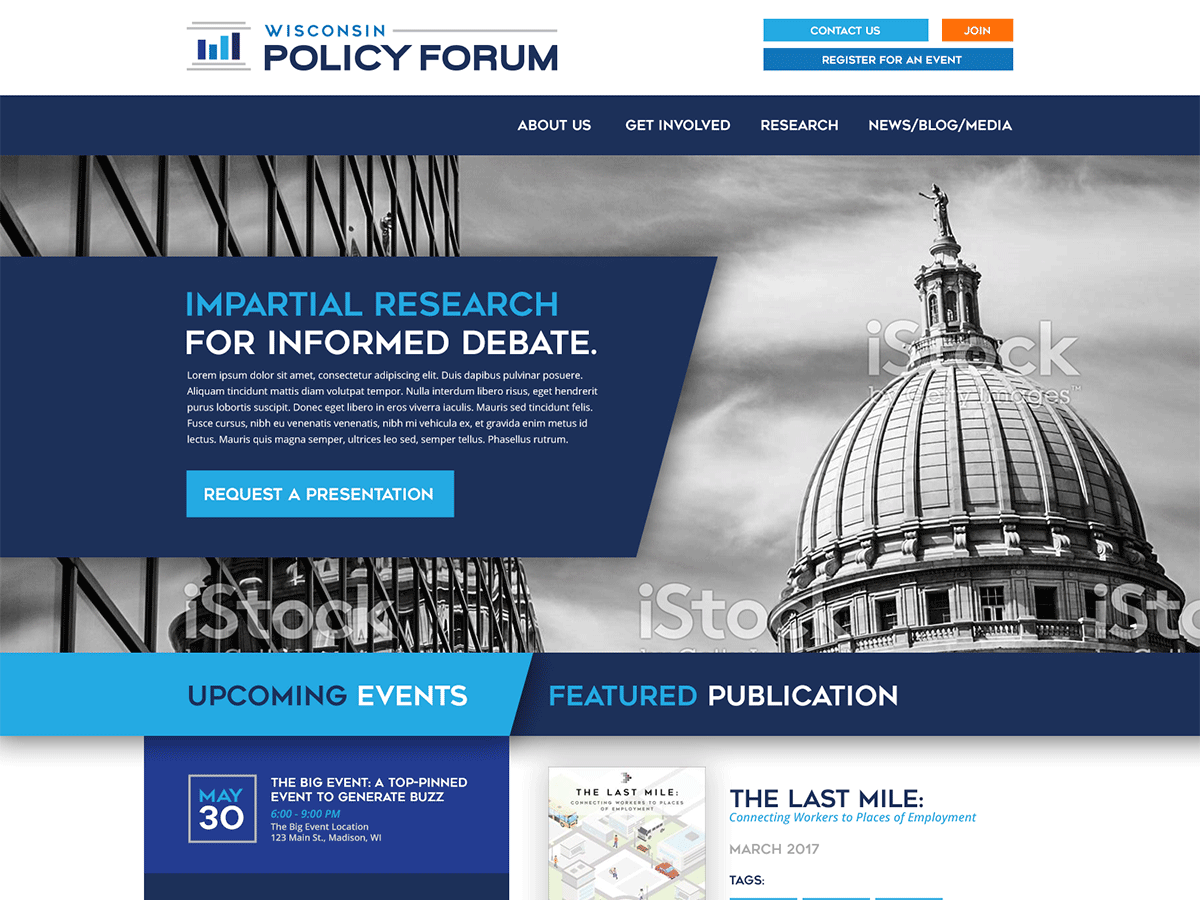 WISCONSIN
POLICY FORUM
CONTACT US
JOIN
REGISTER FOR AN EVENT
ABOUT US
GET INVOLVED
RESEARCH
NEWS/BLOG/MEDIA
IMPARTIAL RESEARCH
FOR INFORMED DEBATE.
Lorem ipsum dolor sit amet, consectetur adipiscing elit. Duis dapibus pulvinar posuere.
Aliquam tincidunt mattis diam volutpat tempor. Nulla interdum libero risus, eget hendrerit
purus lobortis suscipit. Donec eget libero in eros viverra iaculis. Mauris sed tincidunt felis.
Fusce cursus, nibh eu venenatis venenatis, nibh mi vehicula ex, et gravida enim metus id
lectus. Mauris quis magna semper, ultrices leo sed, semper tellus. Phasellus rutrum.
REQUEST A PRESENTATION
iStock
by Getty Images™
iStock
iStock
iSto
UPCOMING EVENTS
FEATURED PUBLICATION
MAY
30
THE BIG EVENT: A TOP-PINNED
EVENT TO GENERATE BUZZ
6:00 - 9:00 PM
The Big Event Location
123 Main St., Madison, WI
THE LAST MILE:
CONNECTING WORKERS TO PLACES
OF EMPLOYMENT
THE LAST MILE:
Connecting Workers to Places of Employment
MARCH 2017
TAGS: